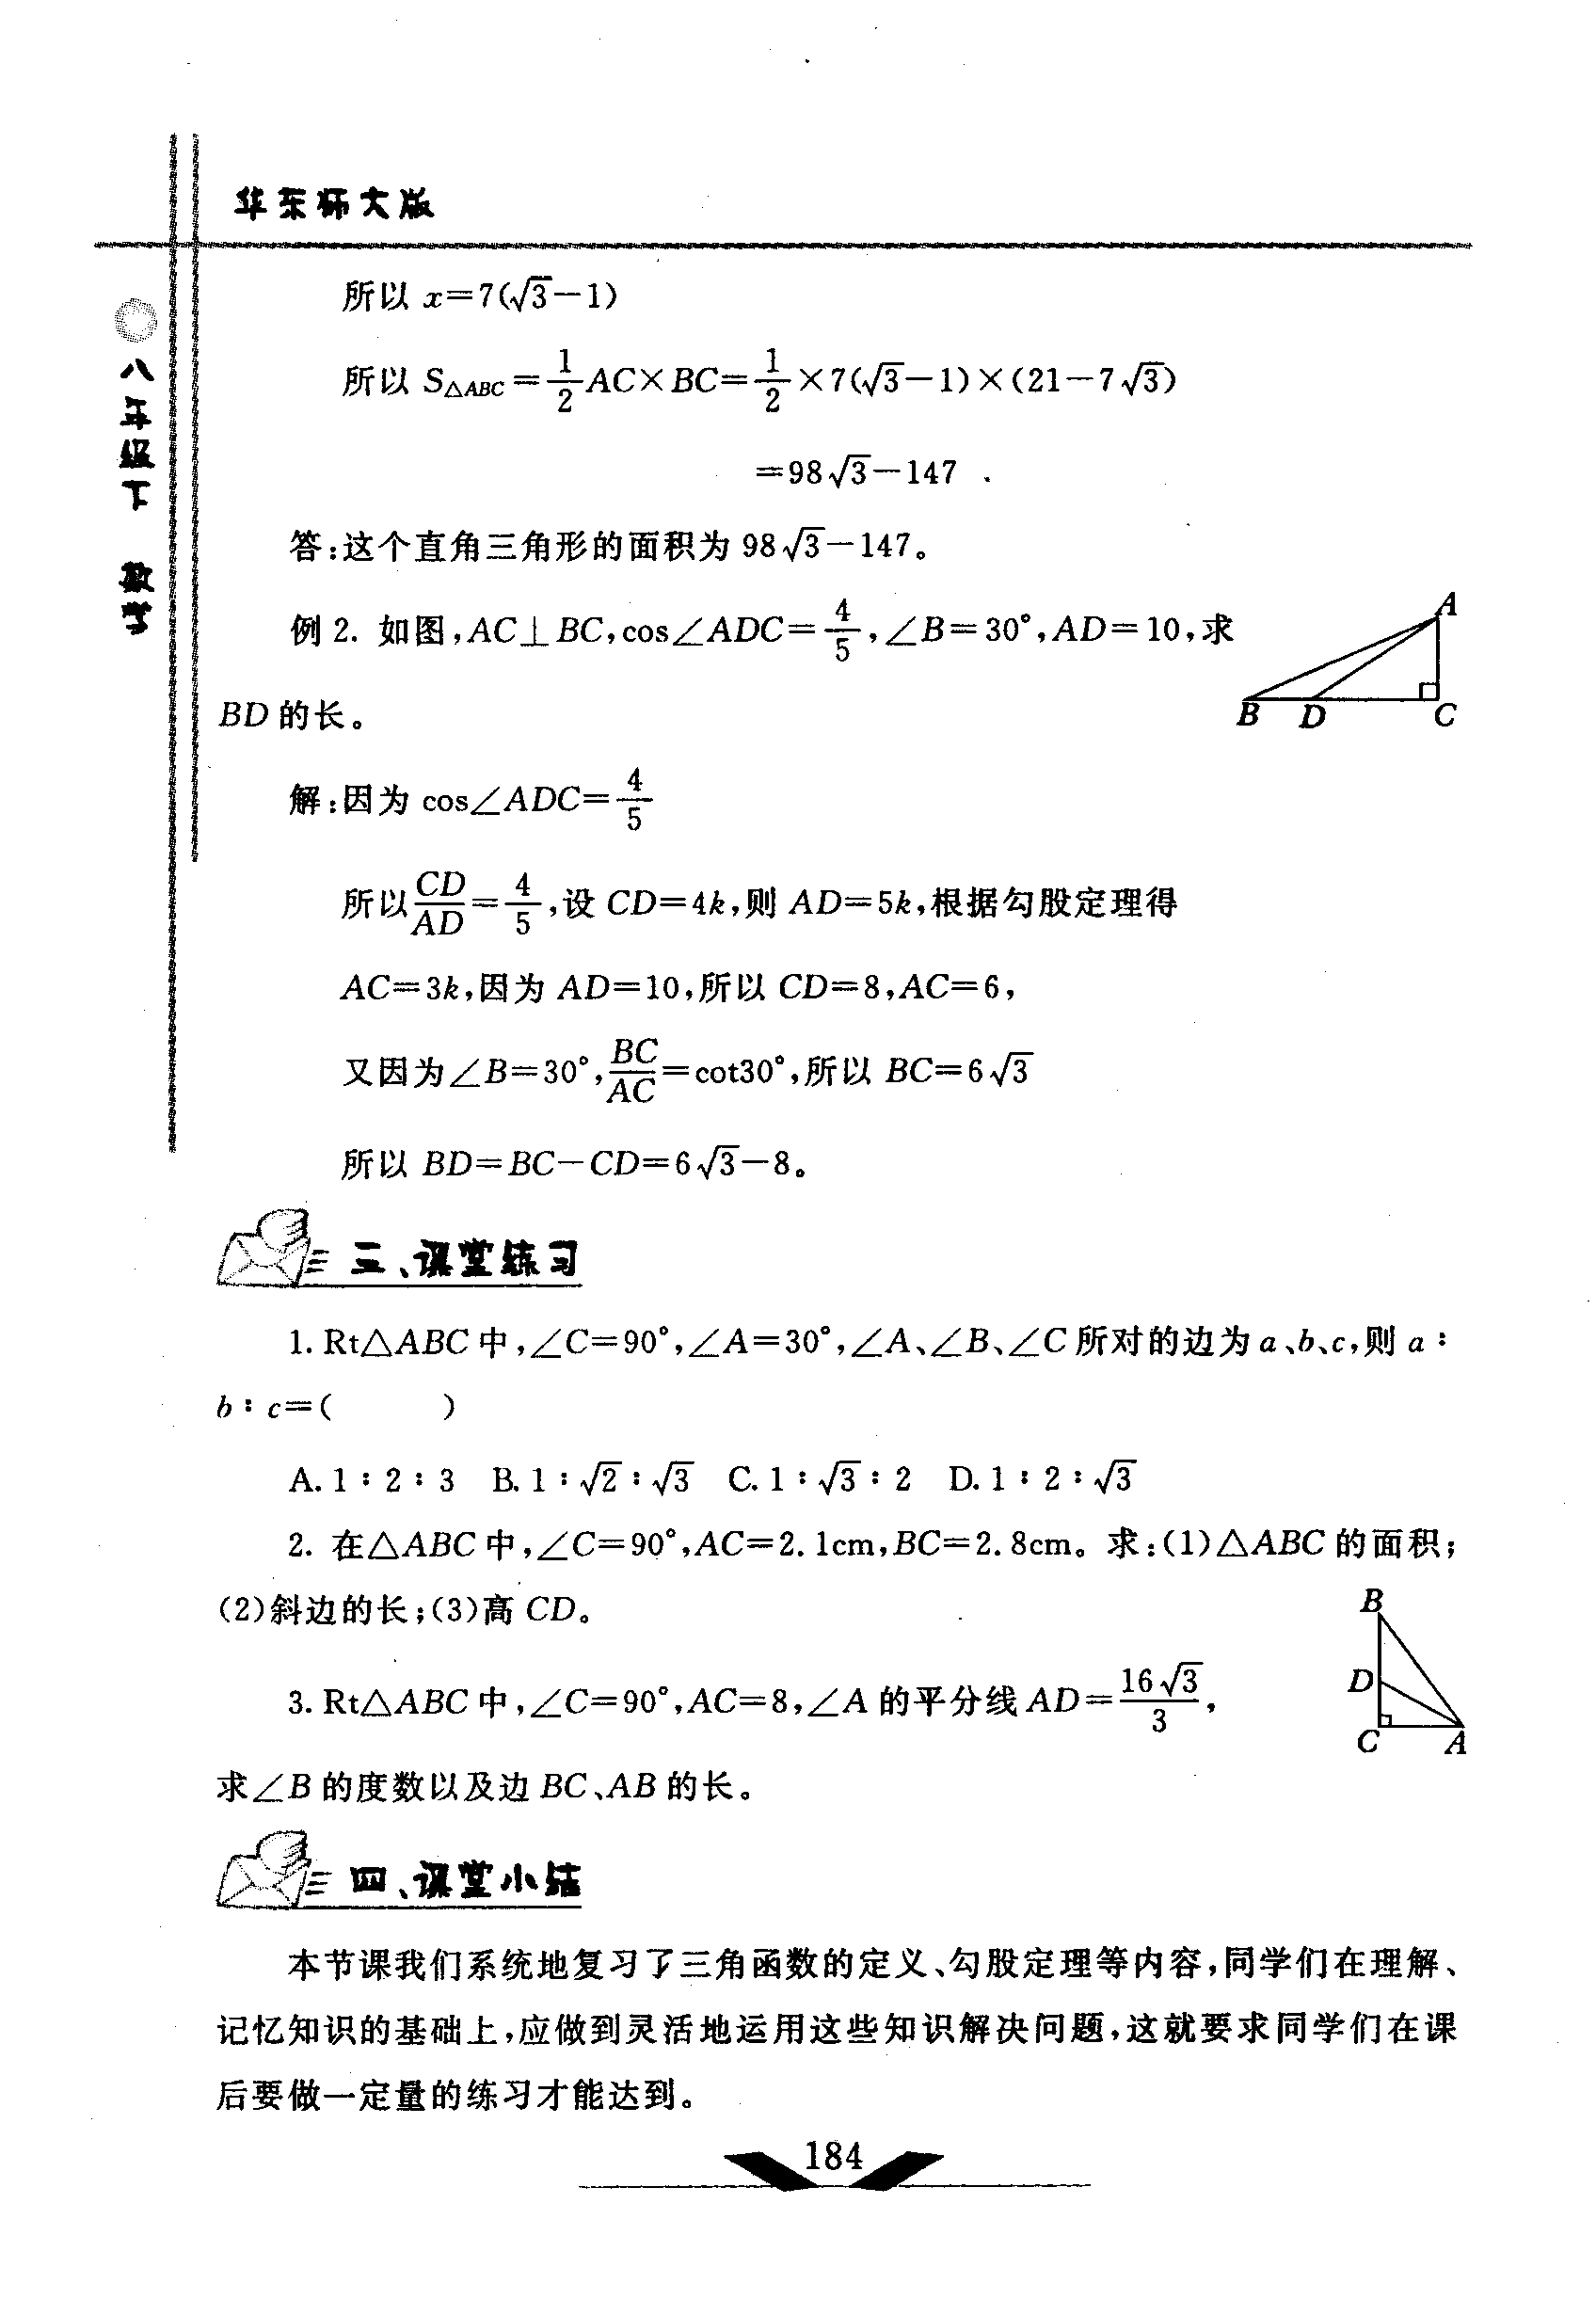 华东师大版
八年级下 数学
所以 x=7(√3-1)
所以 S△ABC=1/2 AC×BC=1/2×7(√3-1)×(21-7√3)
=98√3-147 .
答:这个直角三角形的面积为 98√3-147。
例 2. 如图,AC⊥BC,cos∠ADC=4/5,∠B=30°,AD=10,求
BD 的长。
A
B D C
解:因为 cos∠ADC=4/5
所以 CD/AD=4/5,设 CD=4k,则 AD=5k,根据勾股定理得
AC=3k,因为 AD=10,所以 CD=8,AC=6,
又因为∠B=30°,BC/AC=cot30°,所以 BC=6√3
所以 BD=BC-CD=6√3-8。
三、课堂练习
1. Rt△ABC 中,∠C=90°,∠A=30°,∠A、∠B、∠C 所对的边为 a、b、c,则 a∶
b∶c=( )
A. 1∶2∶3 B. 1∶√2∶√3 C. 1∶√3∶2 D. 1∶2∶√3
2. 在△ABC 中,∠C=90°,AC=2.1cm,BC=2.8cm。求:(1)△ABC 的面积;
(2)斜边的长;(3)高 CD。
3. Rt△ABC 中,∠C=90°,AC=8,∠A 的平分线 AD=16√3/3,
求∠B 的度数以及边 BC、AB 的长。
B
D
C A
四、课堂小结
本节课我们系统地复习了三角函数的定义、勾股定理等内容,同学们在理解、
记忆知识的基础上,应做到灵活地运用这些知识解决问题,这就要求同学们在课
后要做一定量的练习才能达到。
184